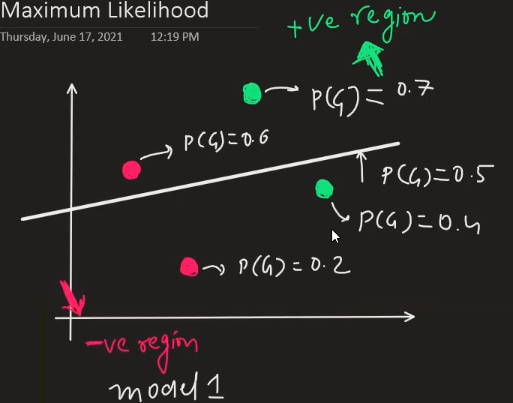 Maximum Likelihood
Thursday, June 17, 2021 12:19 PM
+ve region
P(G)= 0.7
P(G)=0.6
P(G)=0.5
P(G)=0.4
P(G)=0.2
-ve region
model 1